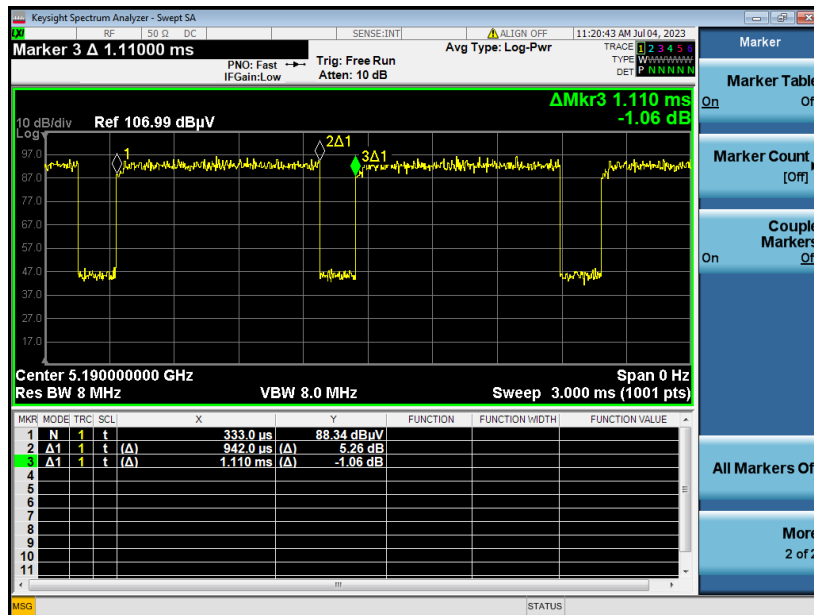 Keysight Spectrum Analyzer - Swept SA
LXI RF 50 Ω DC SENSE:INT ALIGN OFF 11:20:43 AM Jul 04, 2023
Marker 3 Δ 1.11000 ms
PNO: Fast
IFGain:Low
Trig: Free Run
Atten: 10 dB
Avg Type: Log-Pwr
TRACE 1 2 3 4 5 6
TYPE WWWWWW
DET P N N N N N
ΔMkr3 1.110 ms
-1.06 dB
10 dB/div Ref 106.99 dBµV
Log
97.0
87.0
77.0
67.0
57.0
47.0
37.0
27.0
17.0
1
2Δ1
3Δ1
Center 5.190000000 GHz Span 0 Hz
Res BW 8 MHz VBW 8.0 MHz Sweep 3.000 ms (1001 pts)
MKR MODE TRC SCL X Y FUNCTION FUNCTION WIDTH FUNCTION VALUE
1 N 1 t 333.0 µs 88.34 dBµV
2 Δ1 1 t (Δ) 942.0 µs (Δ) 5.26 dB
3 Δ1 1 t (Δ) 1.110 ms (Δ) -1.06 dB
4
5
6
7
8
9
10
11
MSG STATUS
Marker
Marker Table
On Of
Marker Count
[Off]
Couple
Markers
On Of
All Markers Of
More
2 of 2